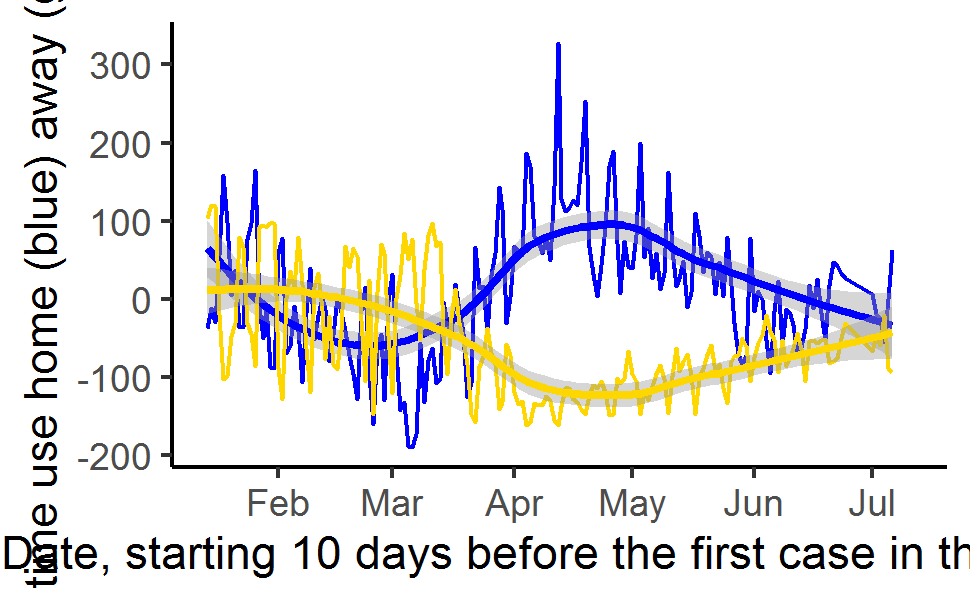 time use home (blue) away (
300
200
100
0
-100
-200
Feb Mar Apr May Jun Jul
Date, starting 10 days before the first case in th